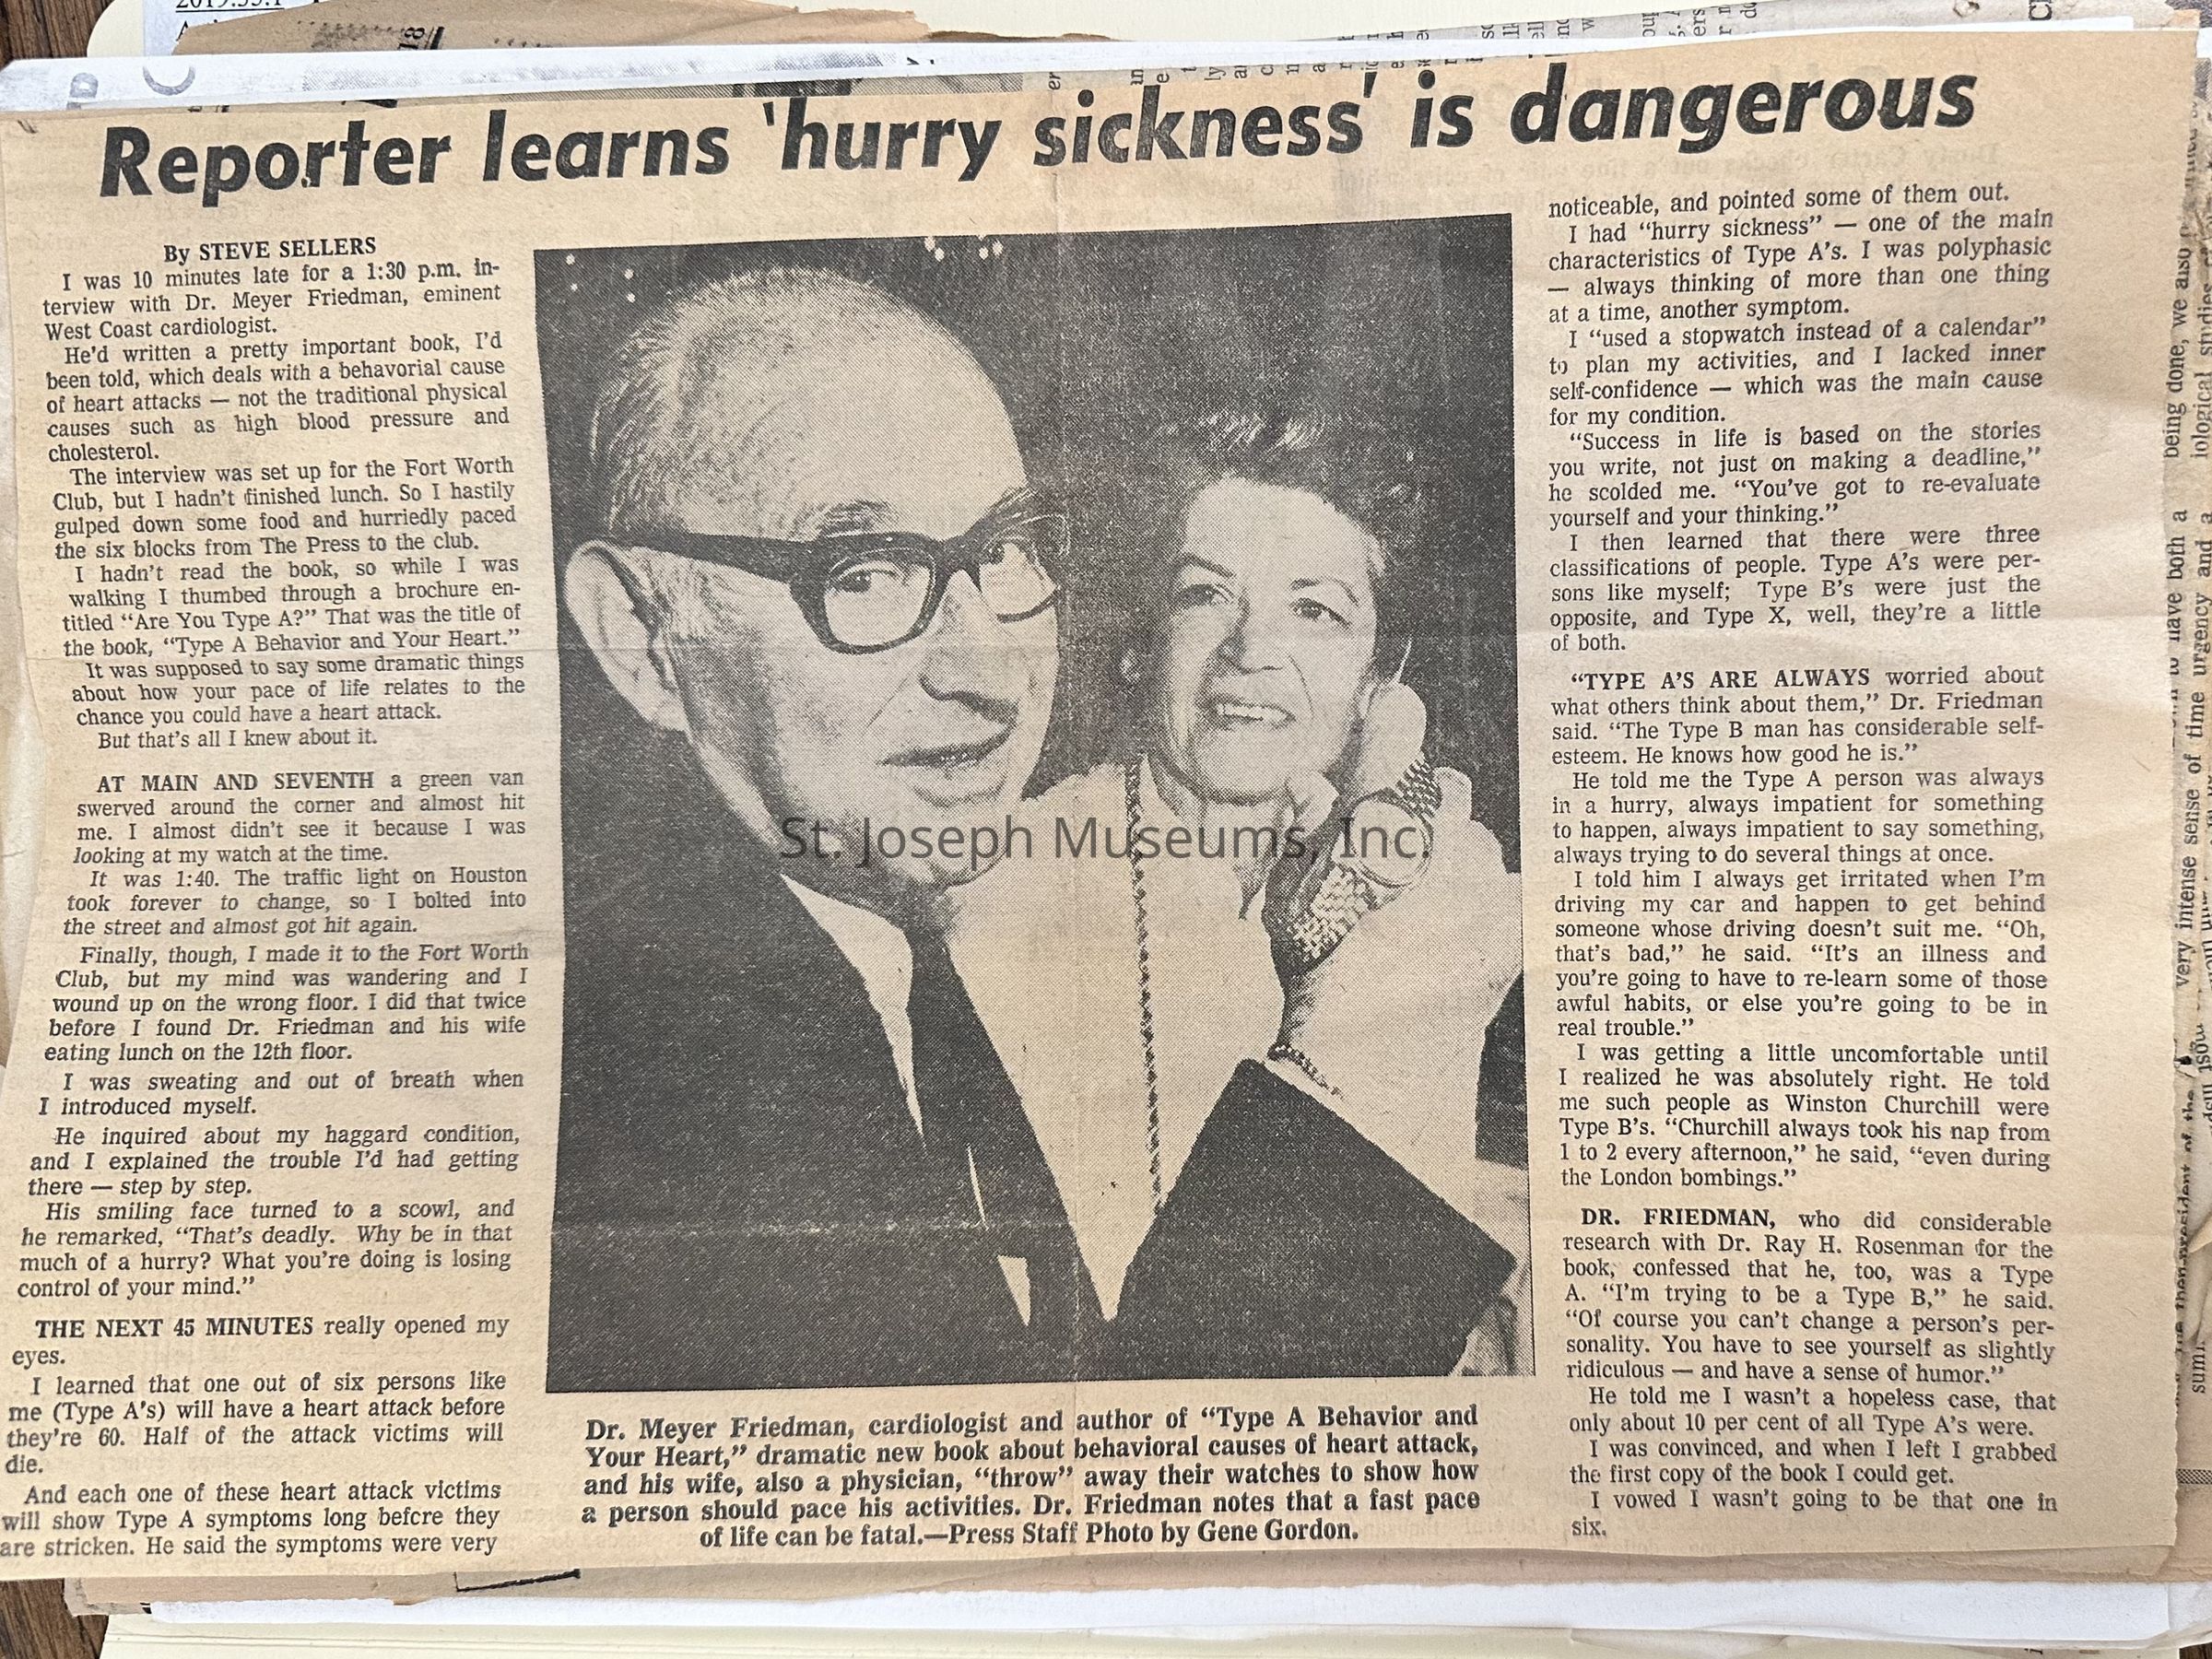 2019.35.1
Reporter learns 'hurry sickness' is dangerous
By STEVE SELLERS
I was 10 minutes late for a 1:30 p.m. in-
terview with Dr. Meyer Friedman, eminent
West Coast cardiologist.
He'd written a pretty important book, I'd
been told, which deals with a behavorial cause
of heart attacks — not the traditional physical
causes such as high blood pressure and
cholesterol.
The interview was set up for the Fort Worth
Club, but I hadn't finished lunch. So I hastily
gulped down some food and hurriedly paced
the six blocks from The Press to the club.
I hadn't read the book, so while I was
walking I thumbed through a brochure en-
titled "Are You Type A?" That was the title of
the book, "Type A Behavior and Your Heart."
It was supposed to say some dramatic things
about how your pace of life relates to the
chance you could have a heart attack.
But that's all I knew about it.
AT MAIN AND SEVENTH a green van
swerved around the corner and almost hit
me. I almost didn't see it because I was
looking at my watch at the time.
It was 1:40. The traffic light on Houston
took forever to change, so I bolted into
the street and almost got hit again.
Finally, though, I made it to the Fort Worth
Club, but my mind was wandering and I
wound up on the wrong floor. I did that twice
before I found Dr. Friedman and his wife
eating lunch on the 12th floor.
I was sweating and out of breath when
I introduced myself.
He inquired about my haggard condition,
and I explained the trouble I'd had getting
there — step by step.
His smiling face turned to a scowl, and
he remarked, "That's deadly. Why be in that
much of a hurry? What you're doing is losing
control of your mind."
THE NEXT 45 MINUTES really opened my
eyes.
I learned that one out of six persons like
me (Type A's) will have a heart attack before
they're 60. Half of the attack victims will
die.
And each one of these heart attack victims
will show Type A symptoms long before they
are stricken. He said the symptoms were very
St. Joseph Museums, Inc.
Dr. Meyer Friedman, cardiologist and author of "Type A Behavior and
Your Heart," dramatic new book about behavioral causes of heart attack,
and his wife, also a physician, "throw" away their watches to show how
a person should pace his activities. Dr. Friedman notes that a fast pace
of life can be fatal.—Press Staff Photo by Gene Gordon.
noticeable, and pointed some of them out.
I had "hurry sickness" — one of the main
characteristics of Type A's. I was polyphasic
— always thinking of more than one thing
at a time, another symptom.
I "used a stopwatch instead of a calendar"
to plan my activities, and I lacked inner
self-confidence — which was the main cause
for my condition.
"Success in life is based on the stories
you write, not just on making a deadline,"
he scolded me. "You've got to re-evaluate
yourself and your thinking."
I then learned that there were three
classifications of people. Type A's were per-
sons like myself; Type B's were just the
opposite, and Type X, well, they're a little
of both.
"TYPE A'S ARE ALWAYS worried about
what others think about them," Dr. Friedman
said. "The Type B man has considerable self-
esteem. He knows how good he is."
He told me the Type A person was always
in a hurry, always impatient for something
to happen, always impatient to say something,
always trying to do several things at once.
I told him I always get irritated when I'm
driving my car and happen to get behind
someone whose driving doesn't suit me. "Oh,
that's bad," he said. "It's an illness and
you're going to have to re-learn some of those
awful habits, or else you're going to be in
real trouble."
I was getting a little uncomfortable until
I realized he was absolutely right. He told
me such people as Winston Churchill were
Type B's. "Churchill always took his nap from
1 to 2 every afternoon," he said, "even during
the London bombings."
DR. FRIEDMAN, who did considerable
research with Dr. Ray H. Rosenman for the
book, confessed that he, too, was a Type
A. "I'm trying to be a Type B," he said.
"Of course you can't change a person's per-
sonality. You have to see yourself as slightly
ridiculous — and have a sense of humor."
He told me I wasn't a hopeless case, that
only about 10 per cent of all Type A's were.
I was convinced, and when I left I grabbed
the first copy of the book I could get.
I vowed I wasn't going to be that one in
six.
being done, we also
have both a
very intense sense of time urgency and a